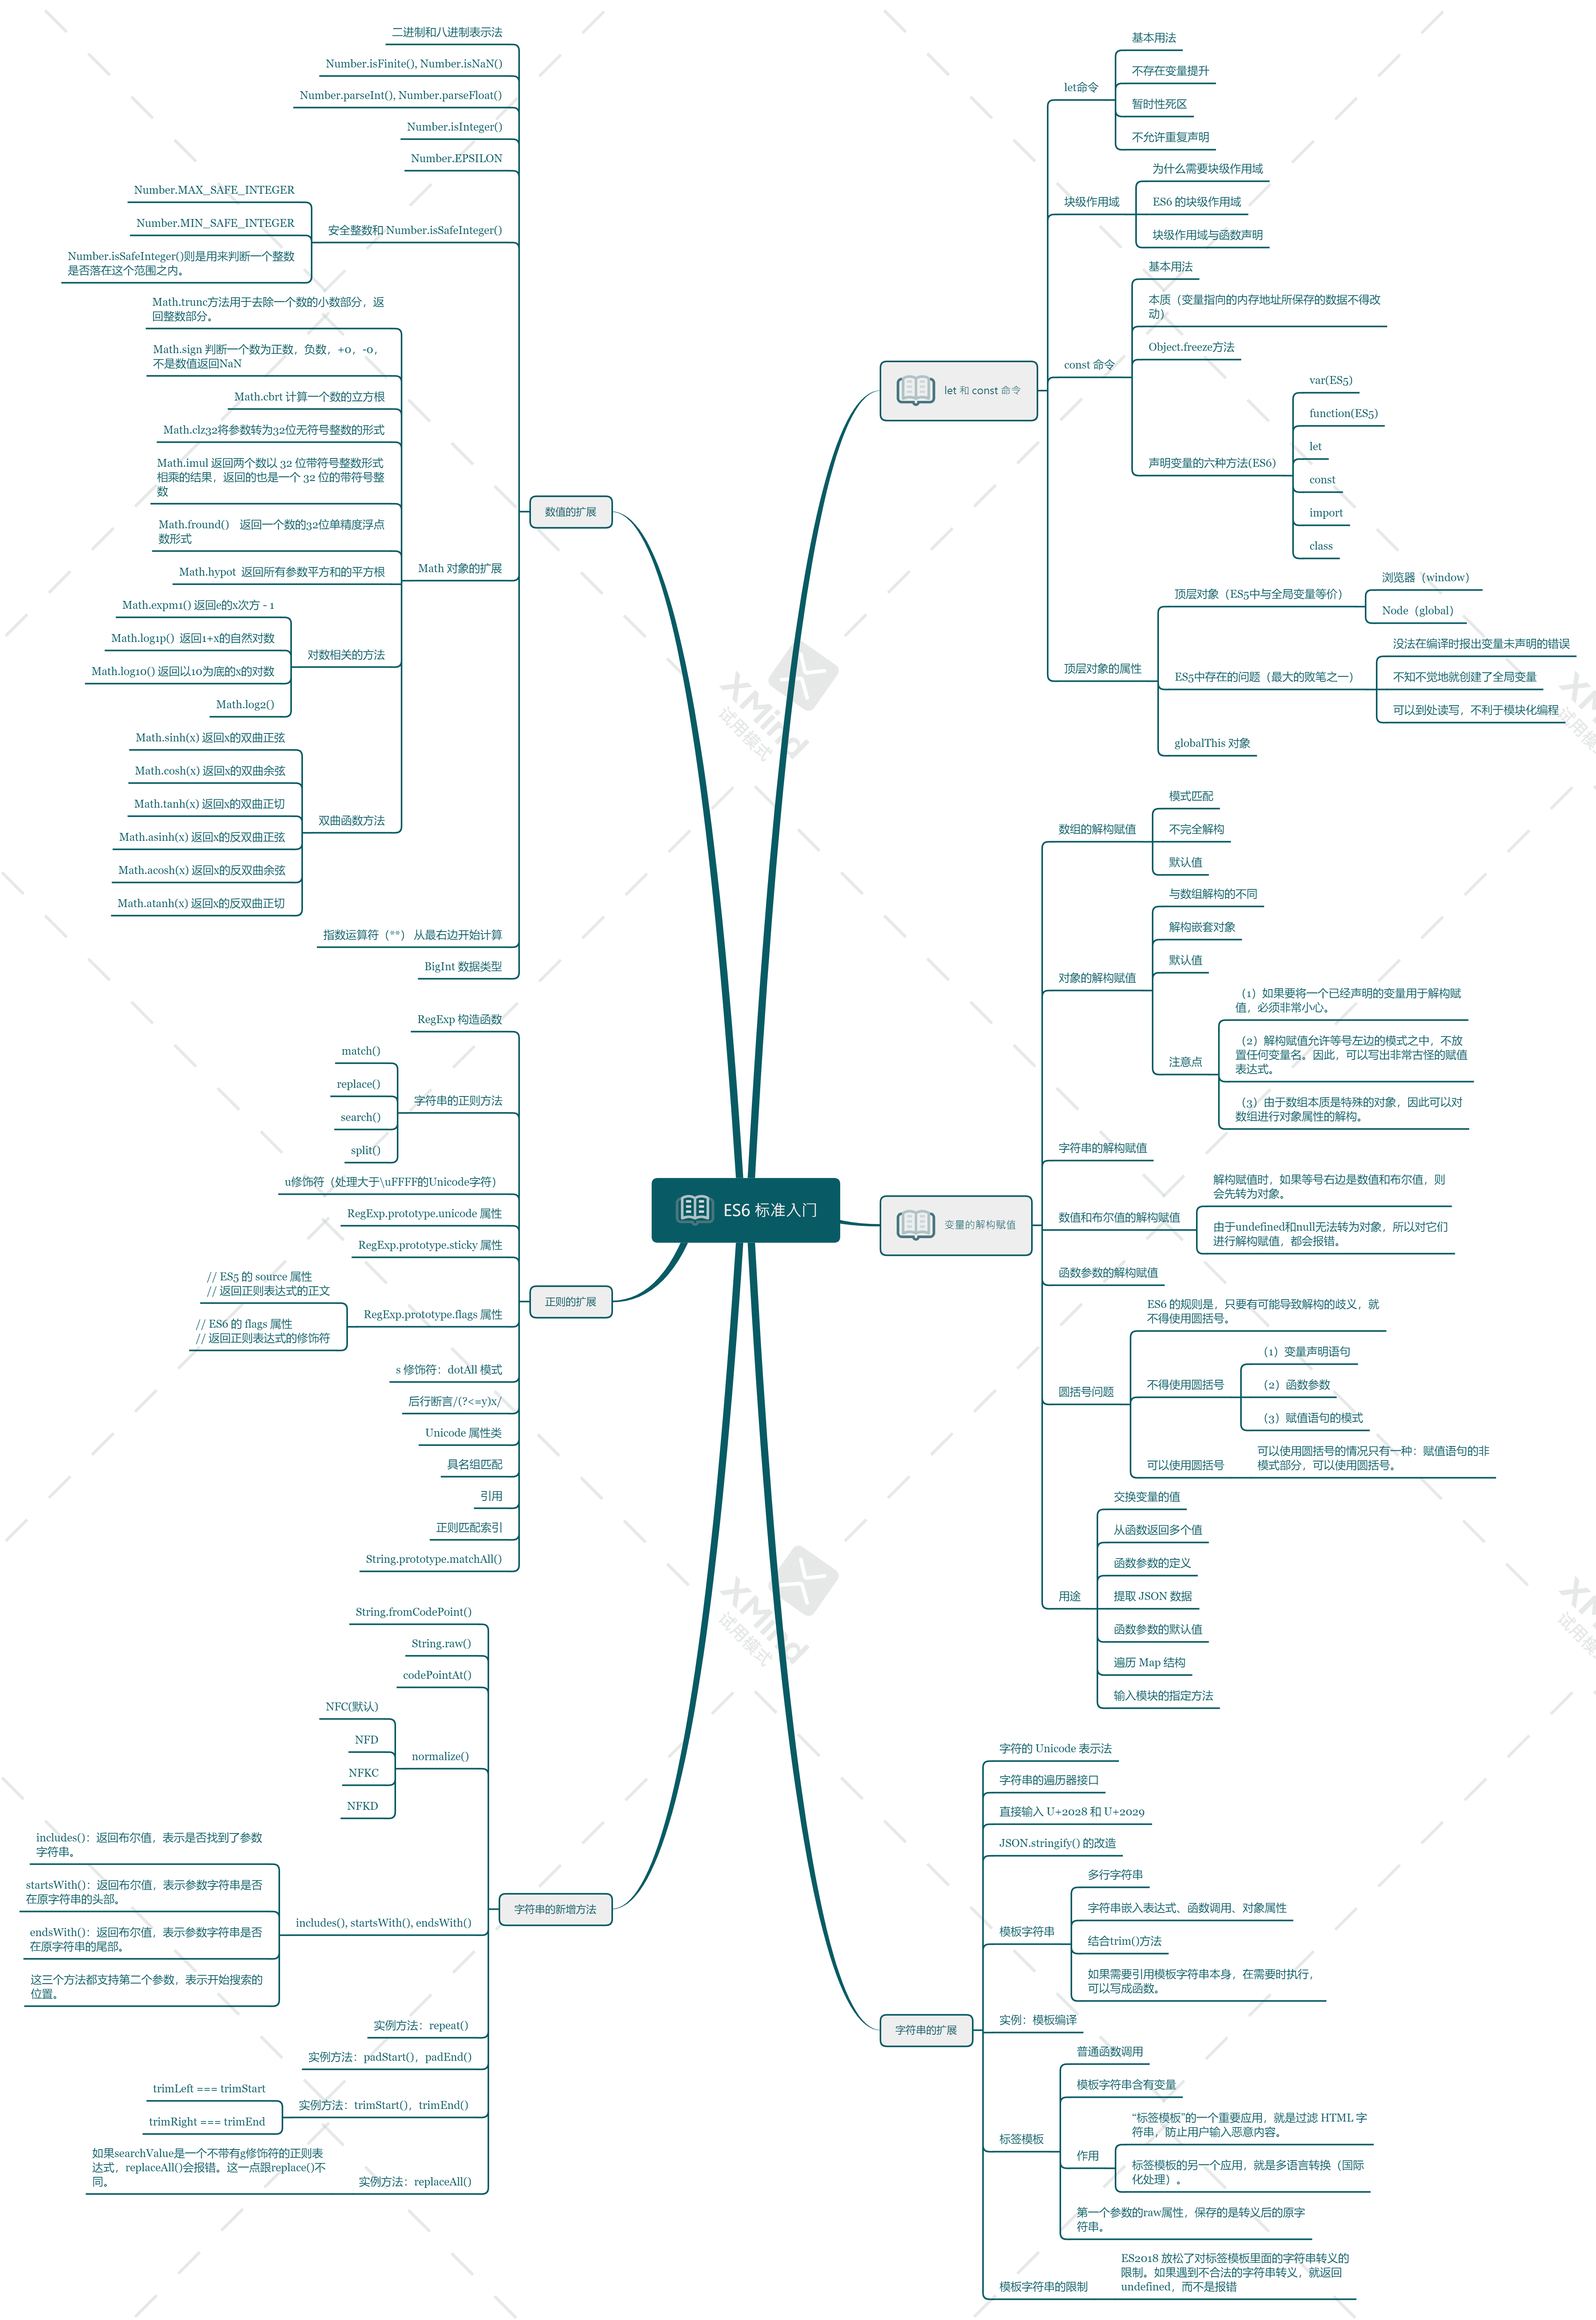 ES6 标准入门
let 和 const 命令
let命令
基本用法
不存在变量提升
暂时性死区
不允许重复声明
块级作用域
为什么需要块级作用域
ES6 的块级作用域
块级作用域与函数声明
const 命令
基本用法
本质（变量指向的内存地址所保存的数据不得改
动）
Object.freeze方法
声明变量的六种方法(ES6)
var(ES5)
function(ES5)
let
const
import
class
顶层对象的属性
顶层对象（ES5中与全局变量等价）
浏览器（window）
Node（global）
ES5中存在的问题（最大的败笔之一）
没法在编译时报出变量未声明的错误
不知不觉地就创建了全局变量
可以到处读写，不利于模块化编程
globalThis 对象
变量的解构赋值
数组的解构赋值
模式匹配
不完全解构
默认值
对象的解构赋值
与数组解构的不同
解构嵌套对象
默认值
注意点
（1）如果要将一个已经声明的变量用于解构赋
值，必须非常小心。
（2）解构赋值允许等号左边的模式之中，不放
置任何变量名。因此，可以写出非常古怪的赋值
表达式。
（3）由于数组本质是特殊的对象，因此可以对
数组进行对象属性的解构。
字符串的解构赋值
数值和布尔值的解构赋值
解构赋值时，如果等号右边是数值和布尔值，则
会先转为对象。
由于undefined和null无法转为对象，所以对它们
进行解构赋值，都会报错。
函数参数的解构赋值
圆括号问题
ES6 的规则是，只要有可能导致解构的歧义，就
不得使用圆括号。
不得使用圆括号
（1）变量声明语句
（2）函数参数
（3）赋值语句的模式
可以使用圆括号
可以使用圆括号的情况只有一种：赋值语句的非
模式部分，可以使用圆括号。
用途
交换变量的值
从函数返回多个值
函数参数的定义
提取 JSON 数据
函数参数的默认值
遍历 Map 结构
输入模块的指定方法
字符串的扩展
字符的 Unicode 表示法
字符串的遍历器接口
直接输入 U+2028 和 U+2029
JSON.stringify() 的改造
模板字符串
多行字符串
字符串嵌入表达式、函数调用、对象属性
结合trim()方法
如果需要引用模板字符串本身，在需要时执行，
可以写成函数。
实例：模板编译
标签模板
普通函数调用
模板字符串含有变量
作用
“标签模板”的一个重要应用，就是过滤 HTML 字
符串，防止用户输入恶意内容。
标签模板的另一个应用，就是多语言转换（国际
化处理）。
第一个参数的raw属性，保存的是转义后的原字
符串。
模板字符串的限制
ES2018 放松了对标签模板里面的字符串转义的
限制。如果遇到不合法的字符串转义，就返回
undefined，而不是报错
数值的扩展
二进制和八进制表示法
Number.isFinite(), Number.isNaN()
Number.parseInt(), Number.parseFloat()
Number.isInteger()
Number.EPSILON
安全整数和 Number.isSafeInteger()
Number.MAX_SAFE_INTEGER
Number.MIN_SAFE_INTEGER
Number.isSafeInteger()则是用来判断一个整数
是否落在这个范围之内。
Math 对象的扩展
Math.trunc方法用于去除一个数的小数部分，返
回整数部分。
Math.sign 判断一个数为正数，负数，+0，-0，
不是数值返回NaN
Math.cbrt 计算一个数的立方根
Math.clz32将参数转为32位无符号整数的形式
Math.imul 返回两个数以 32 位带符号整数形式
相乘的结果，返回的也是一个 32 位的带符号整
数
Math.fround() 返回一个数的32位单精度浮点
数形式
Math.hypot 返回所有参数平方和的平方根
对数相关的方法
Math.expm1() 返回e的x次方 - 1
Math.log1p() 返回1+x的自然对数
Math.log10() 返回以10为底的x的对数
Math.log2()
双曲函数方法
Math.sinh(x) 返回x的双曲正弦
Math.cosh(x) 返回x的双曲余弦
Math.tanh(x) 返回x的双曲正切
Math.asinh(x) 返回x的反双曲正弦
Math.acosh(x) 返回x的反双曲余弦
Math.atanh(x) 返回x的反双曲正切
指数运算符（**） 从最右边开始计算
BigInt 数据类型
正则的扩展
RegExp 构造函数
字符串的正则方法
match()
replace()
search()
split()
u修饰符（处理大于\uFFFF的Unicode字符）
RegExp.prototype.unicode 属性
RegExp.prototype.sticky 属性
RegExp.prototype.flags 属性
// ES5 的 source 属性
// 返回正则表达式的正文
// ES6 的 flags 属性
// 返回正则表达式的修饰符
s 修饰符：dotAll 模式
后行断言/(?<=y)x/
Unicode 属性类
具名组匹配
引用
正则匹配索引
String.prototype.matchAll()
字符串的新增方法
String.fromCodePoint()
String.raw()
codePointAt()
normalize()
NFC(默认)
NFD
NFKC
NFKD
includes(), startsWith(), endsWith()
includes()：返回布尔值，表示是否找到了参数
字符串。
startsWith()：返回布尔值，表示参数字符串是否
在原字符串的头部。
endsWith()：返回布尔值，表示参数字符串是否
在原字符串的尾部。
这三个方法都支持第二个参数，表示开始搜索的
位置。
实例方法：repeat()
实例方法：padStart()，padEnd()
实例方法：trimStart()，trimEnd()
trimLeft === trimStart
trimRight === trimEnd
实例方法：replaceAll()
如果searchValue是一个不带有g修饰符的正则表
达式，replaceAll()会报错。这一点跟replace()不
同。
XMind
试用模式
XMind
试用模式